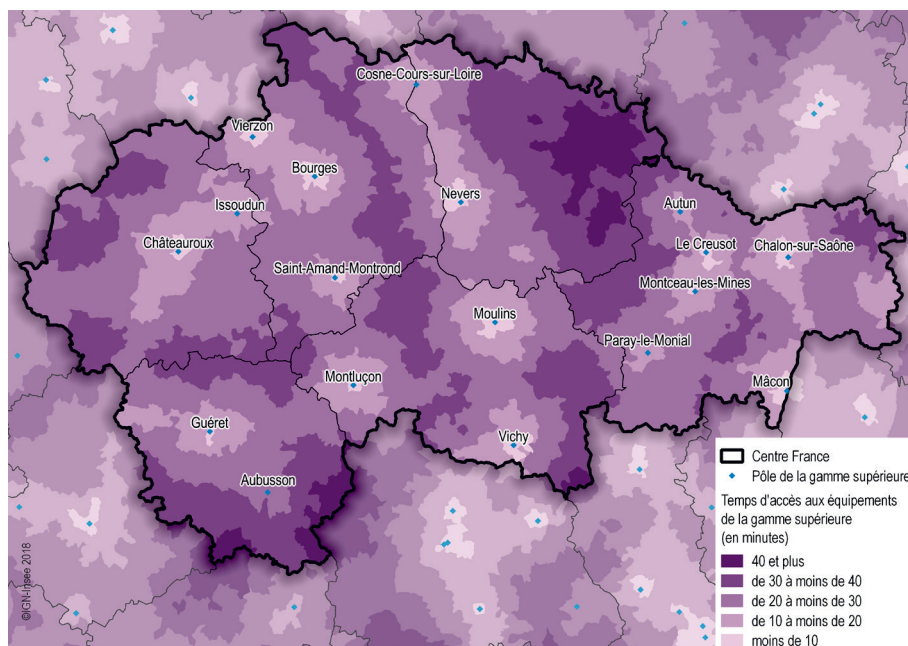 Cosne-Cours-sur-Loire
Vierzon
Bourges
Nevers
Issoudun
Autun
Châteauroux
Le Creusot
Chalon-sur-Saône
Saint-Amand-Montrond
Montceau-les-Mines
Moulins
Paray-le-Monial
Montluçon
Mâcon
Guéret
Vichy
Aubusson
Centre France
Pôle de la gamme supérieure
Temps d'accès aux équipements
de la gamme supérieure
(en minutes)
40 et plus
de 30 à moins de 40
de 20 à moins de 30
de 10 à moins de 20
moins de 10
©IGN-Insee 2018